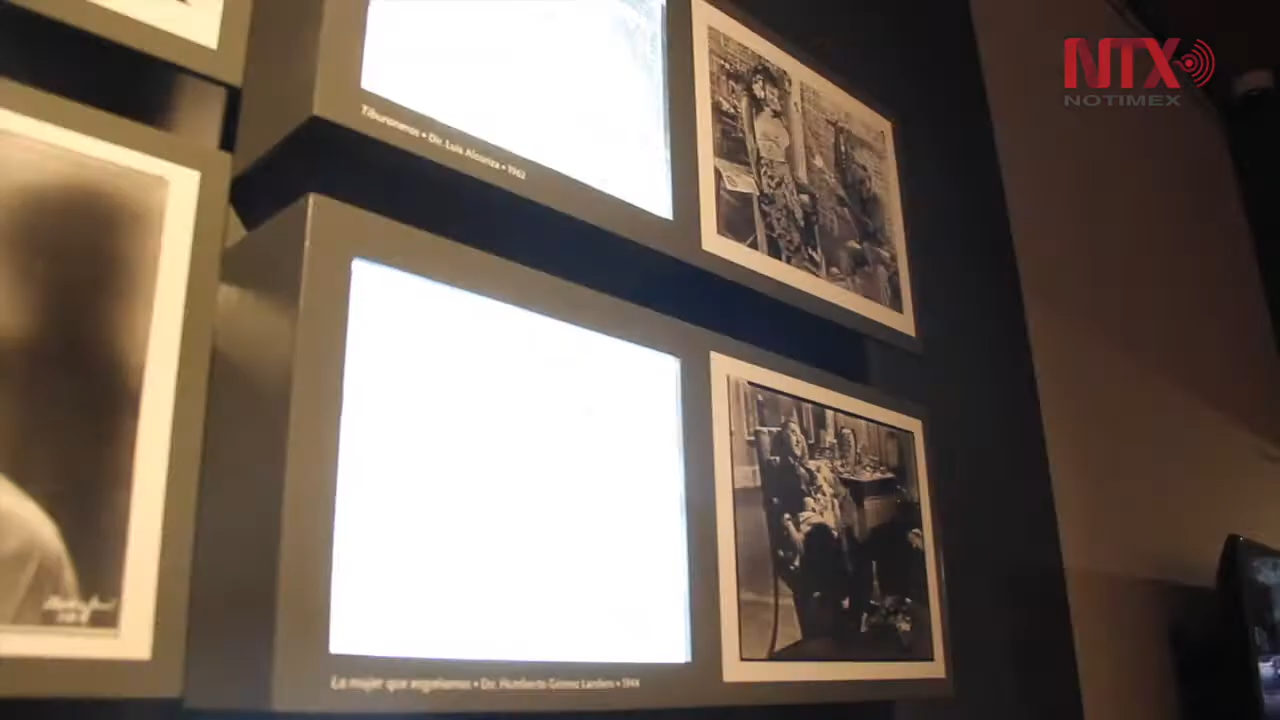 NTX
NOTIMEX
Tiburoneros • Dir. Luis Alcoriza • 1962
La mujer que engañamos • Dir. Humberto Gómez Landero • 1944